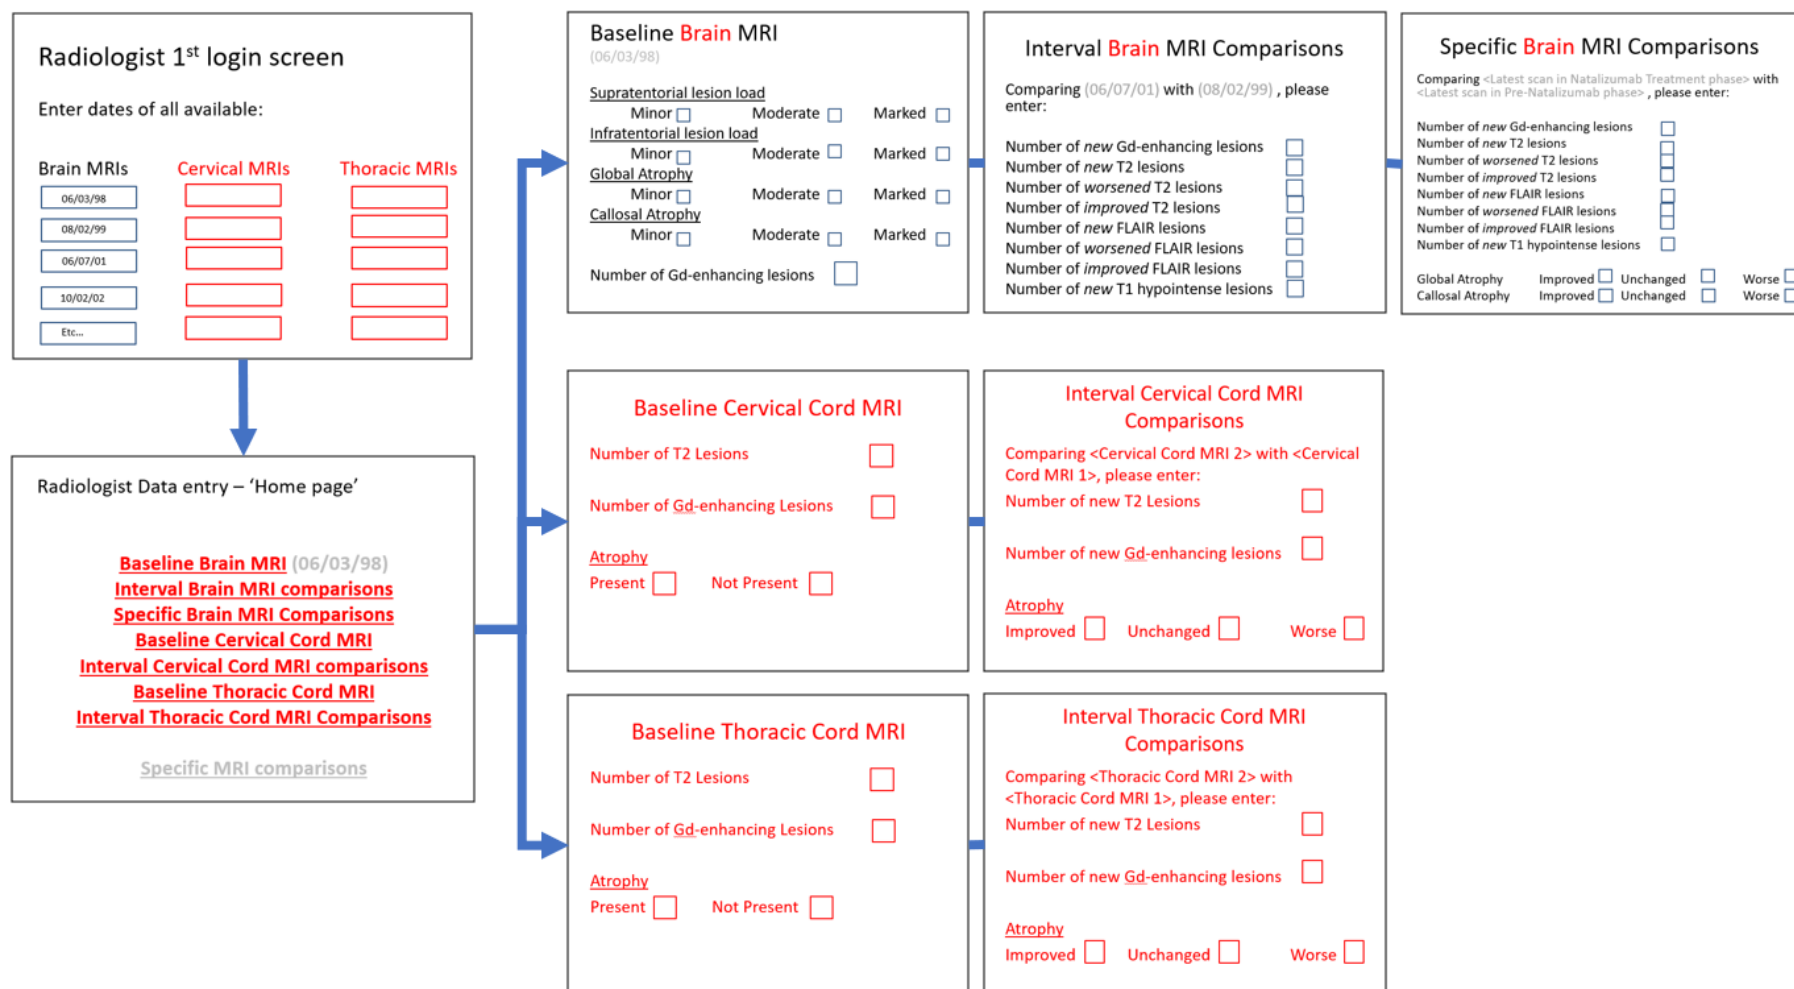 Radiologist 1st login screen
Enter dates of all available:
Brain MRIs Cervical MRIs Thoracic MRIs
06/03/98
08/02/99
06/07/01
10/02/02
Etc...
Radiologist Data entry – ‘Home page’
Baseline Brain MRI (06/03/98)
Interval Brain MRI comparisons
Specific Brain MRI Comparisons
Baseline Cervical Cord MRI
Interval Cervical Cord MRI comparisons
Baseline Thoracic Cord MRI
Interval Thoracic Cord MRI Comparisons
Specific MRI comparisons
Baseline Brain MRI
(06/03/98)
Supratentorial lesion load
Minor Moderate Marked
Infratentorial lesion load
Minor Moderate Marked
Global Atrophy
Minor Moderate Marked
Callosal Atrophy
Minor Moderate Marked
Number of Gd-enhancing lesions
Interval Brain MRI Comparisons
Comparing (06/07/01) with (08/02/99) , please
enter:
Number of new Gd-enhancing lesions
Number of new T2 lesions
Number of worsened T2 lesions
Number of improved T2 lesions
Number of new FLAIR lesions
Number of worsened FLAIR lesions
Number of improved FLAIR lesions
Number of new T1 hypointense lesions
Specific Brain MRI Comparisons
Comparing <Latest scan in Natalizumab Treatment phase> with
<Latest scan in Pre-Natalizumab phase> , please enter:
Number of new Gd-enhancing lesions
Number of new T2 lesions
Number of worsened T2 lesions
Number of improved T2 lesions
Number of new FLAIR lesions
Number of worsened FLAIR lesions
Number of improved FLAIR lesions
Number of new T1 hypointense lesions
Global Atrophy Improved Unchanged Worse
Callosal Atrophy Improved Unchanged Worse
Baseline Cervical Cord MRI
Number of T2 Lesions
Number of Gd-enhancing Lesions
Atrophy
Present Not Present
Interval Cervical Cord MRI
Comparisons
Comparing <Cervical Cord MRI 2> with <Cervical
Cord MRI 1>, please enter:
Number of new T2 Lesions
Number of new Gd-enhancing lesions
Atrophy
Improved Unchanged Worse
Baseline Thoracic Cord MRI
Number of T2 Lesions
Number of Gd-enhancing Lesions
Atrophy
Present Not Present
Interval Thoracic Cord MRI
Comparisons
Comparing <Thoracic Cord MRI 2> with
<Thoracic Cord MRI 1>, please enter:
Number of new T2 Lesions
Number of new Gd-enhancing lesions
Atrophy
Improved Unchanged Worse